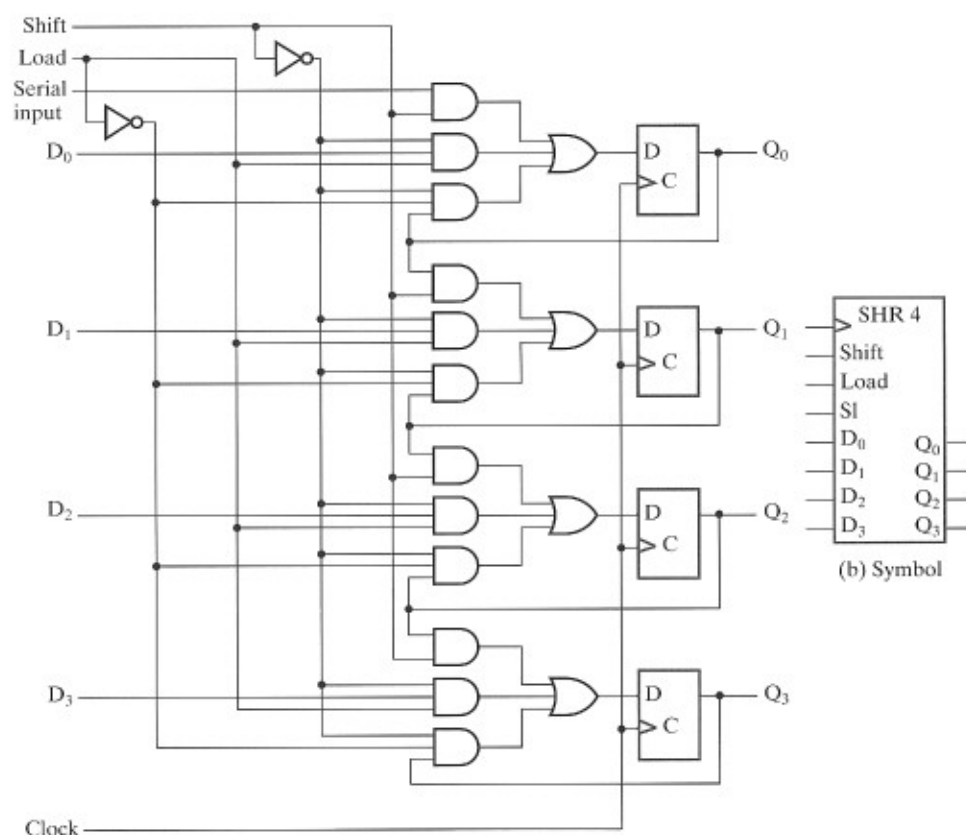 Shift
Load
Serial
input
D₀
D
C
Q₀
D₁
D
C
Q₁
D₂
D
C
Q₂
D₃
D
C
Q₃
Clock
SHR 4
Shift
Load
SI
D₀
Q₀
D₁
Q₁
D₂
Q₂
D₃
Q₃
(b) Symbol